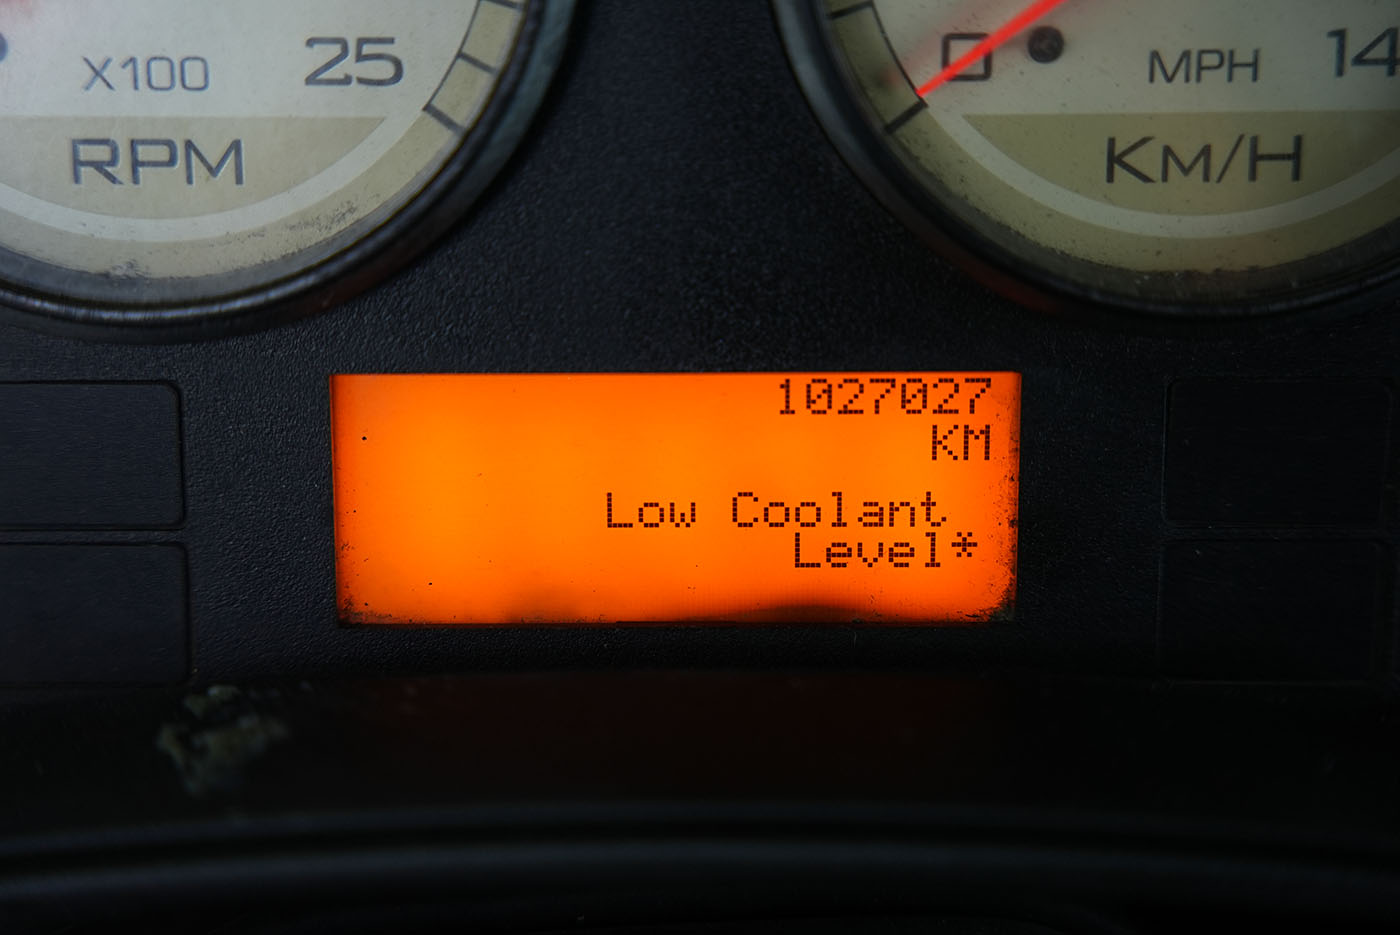 X100 25
RPM
0 MPH 14
KM/H
1027027
KM
Low Coolant
Level*